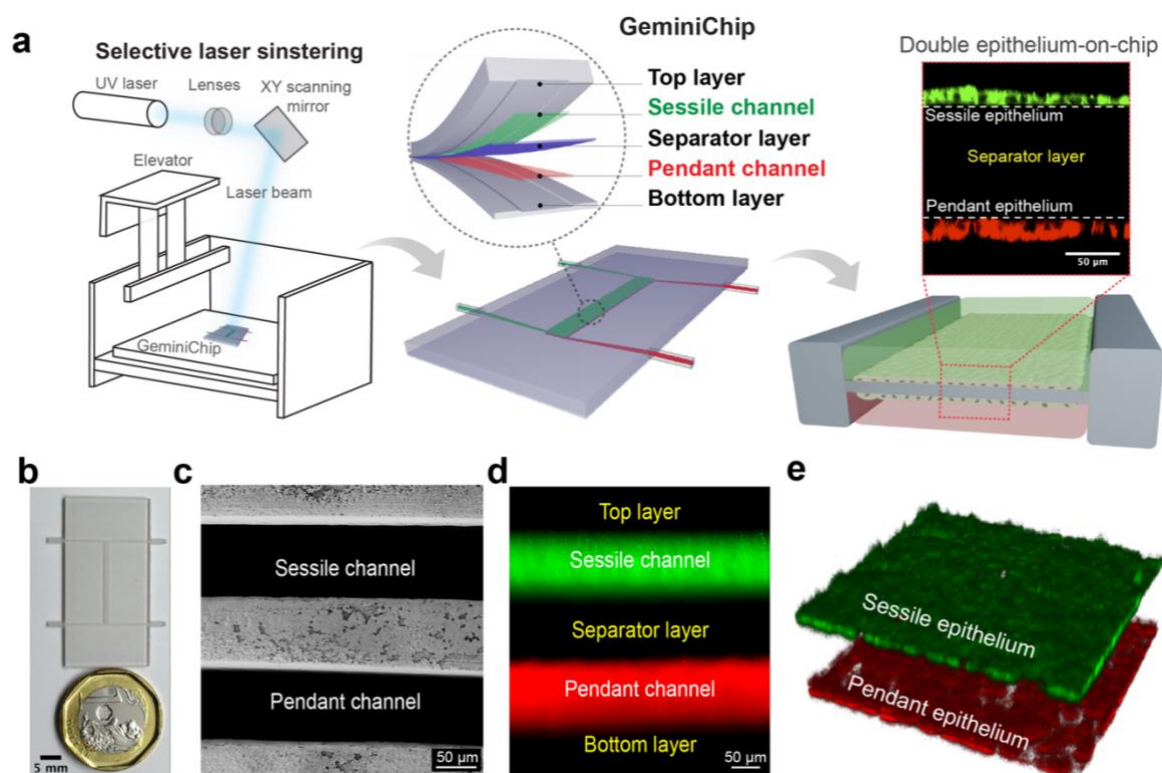 a
Selective laser sinstering
UV laser
Lenses
XY scanning
mirror
Elevator
Laser beam
GeminiChip
GeminiChip
Top layer
Sessile channel
Separator layer
Pendant channel
Bottom layer
Double epithelium-on-chip
Sessile epithelium
Separator layer
Pendant epithelium
50 μm
b
5 mm
c
Sessile channel
Pendant channel
50 μm
d
Top layer
Sessile channel
Separator layer
Pendant channel
Bottom layer
50 μm
e
Sessile epithelium
Pendant epithelium